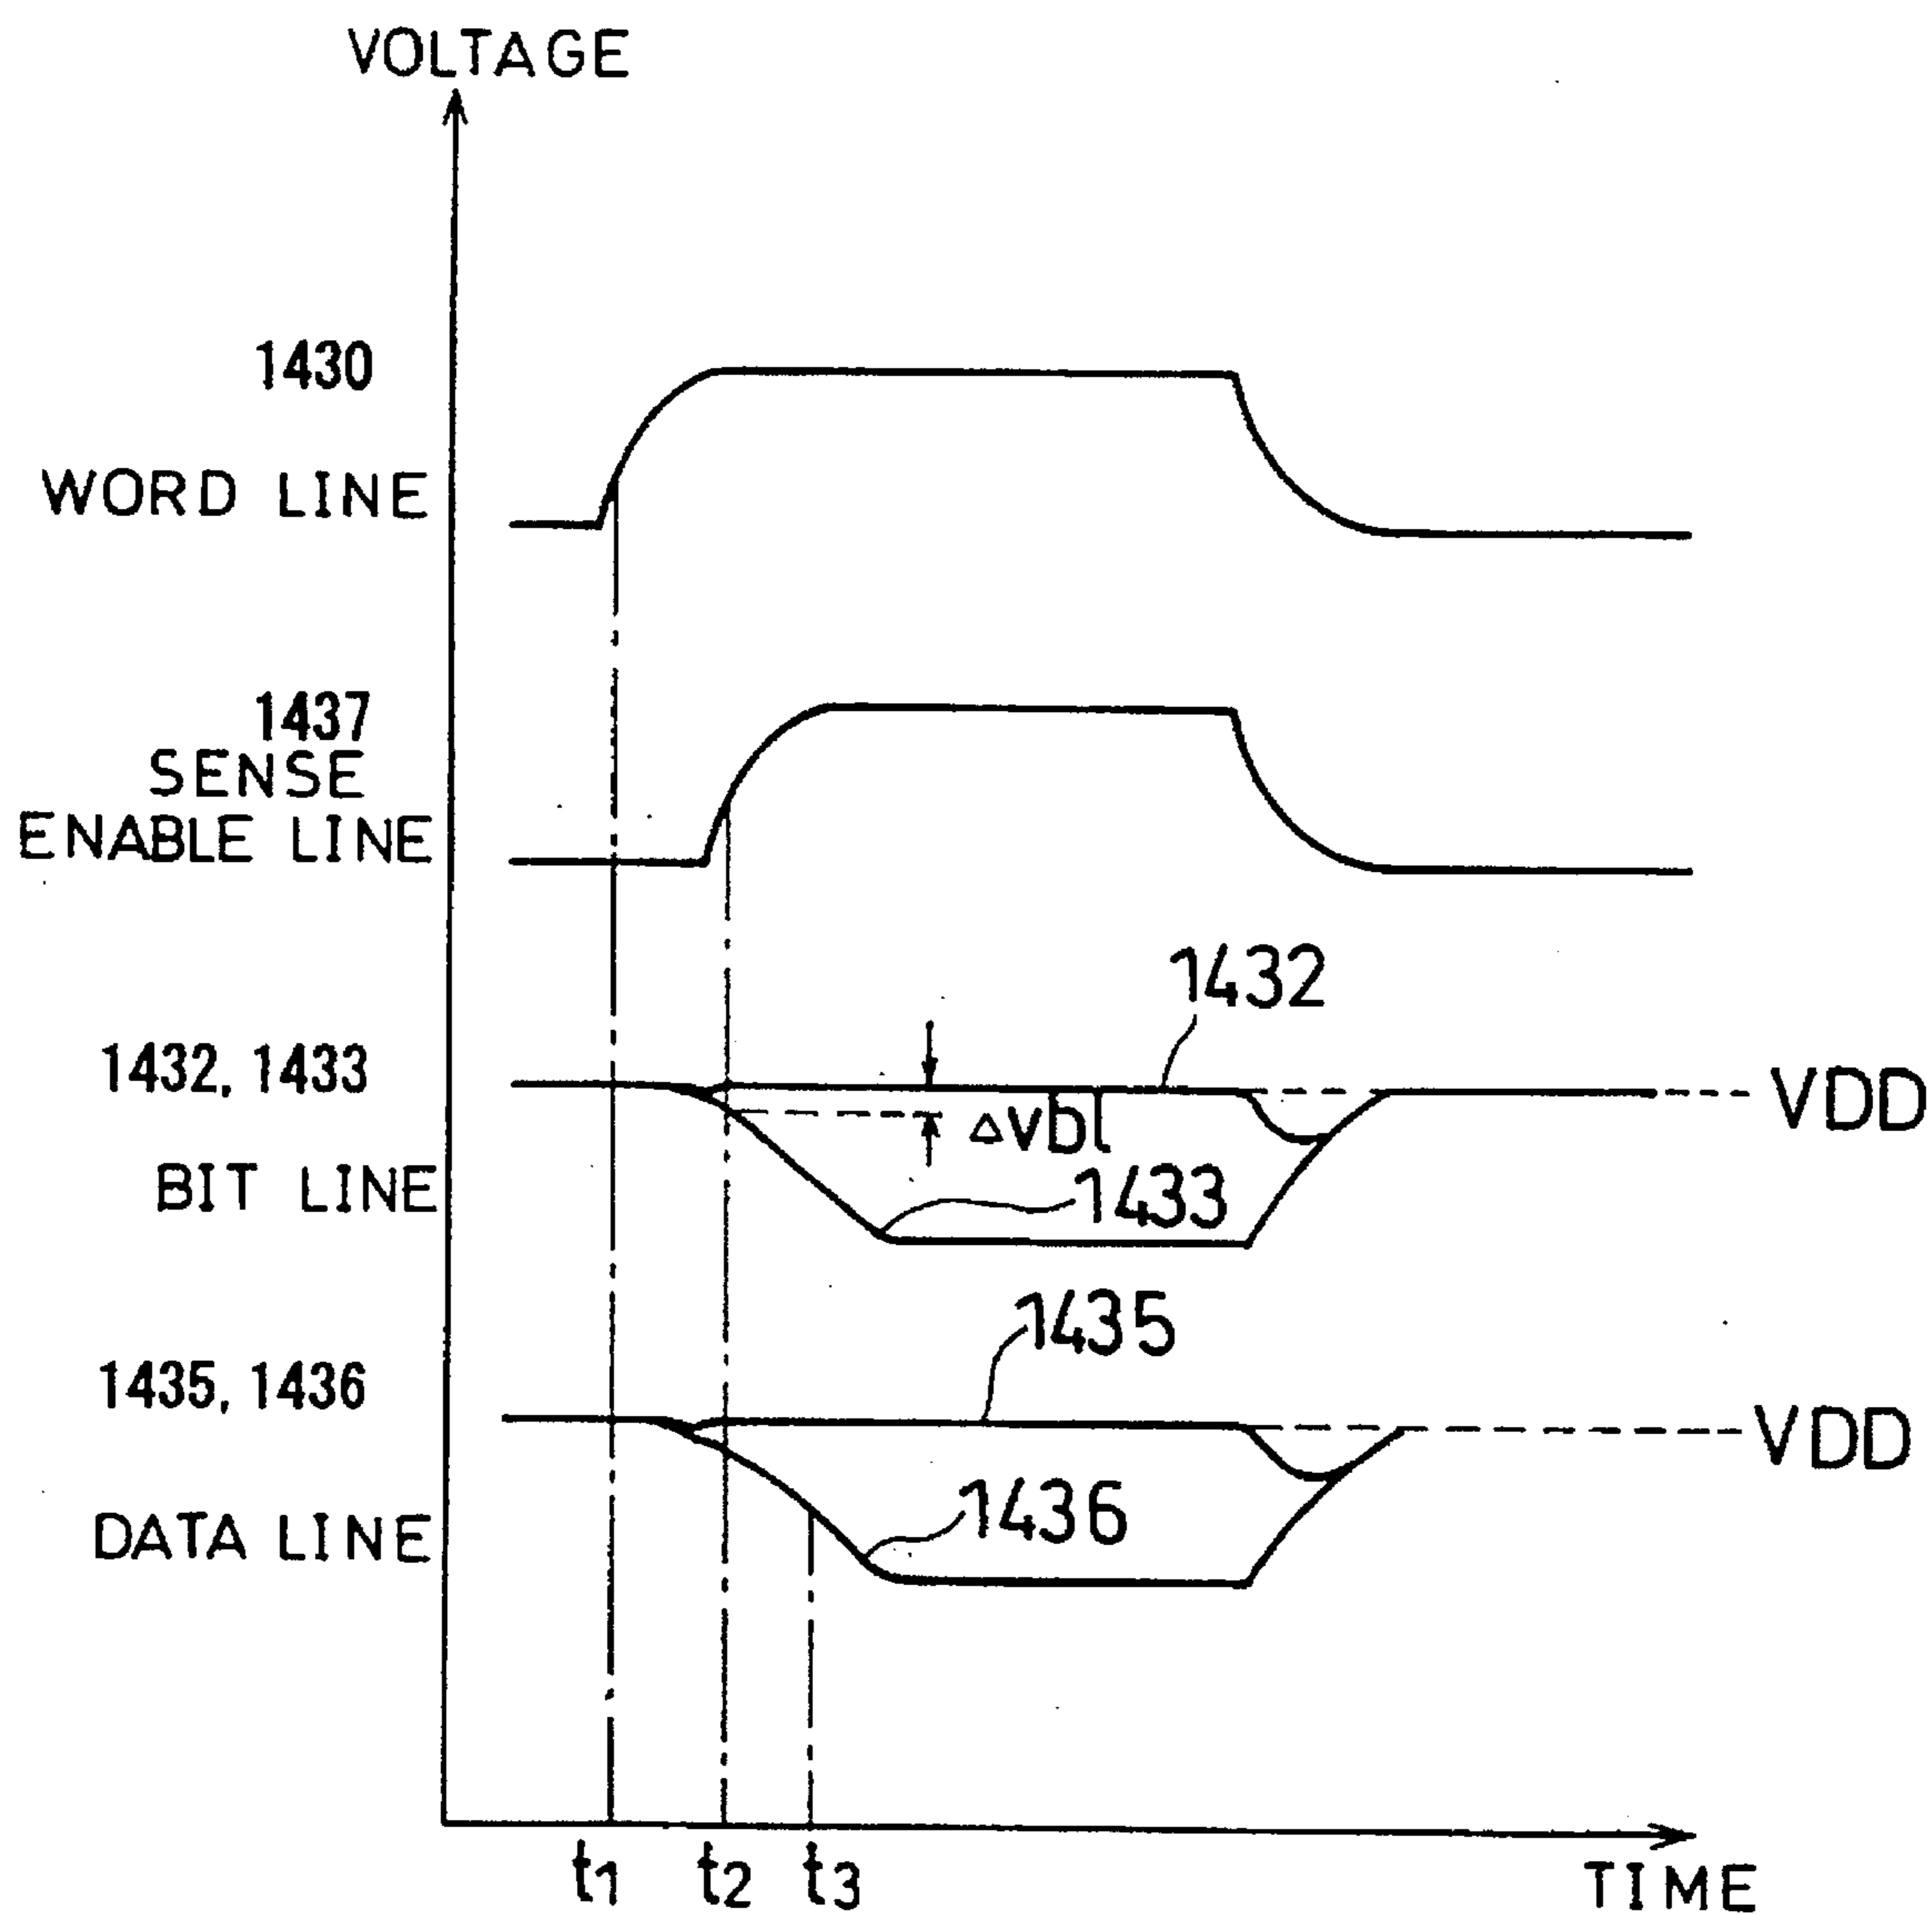 VOLTAGE
1430
WORD LINE
1437
SENSE
ENABLE LINE
1432
1432, 1433
VDD
ΔVbl
1433
BIT LINE
1435
1435, 1436
VDD
1436
DATA LINE
t1 t2 t3
TIME